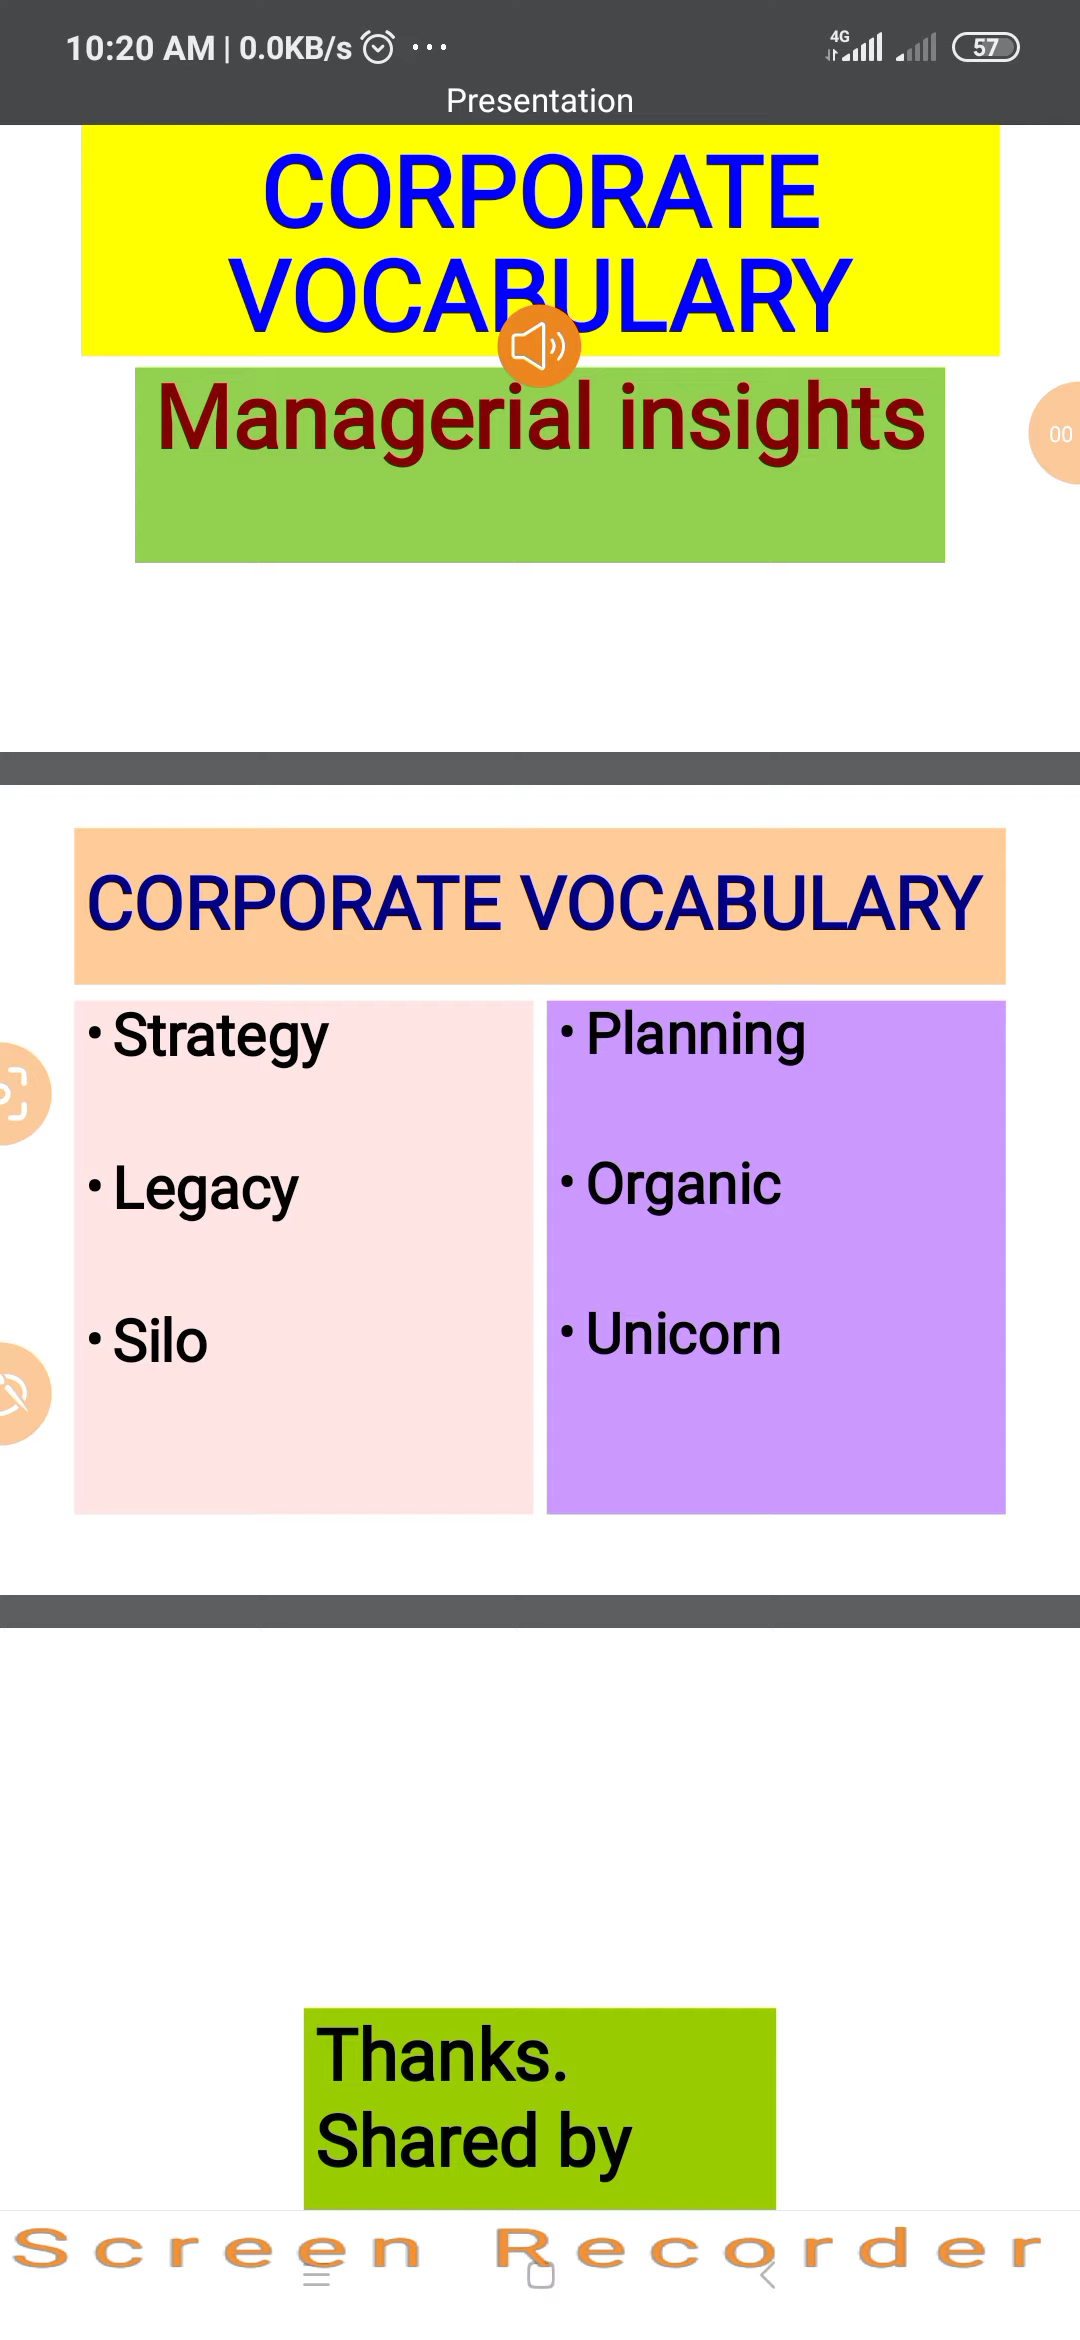 10:20 AM | 0.0KB/s ...
4G
57
Presentation
CORPORATE
VOCABULARY
Managerial insights
00
CORPORATE VOCABULARY
• Strategy
• Legacy
• Silo
• Planning
• Organic
• Unicorn
Thanks.
Shared by
Screen Recorder